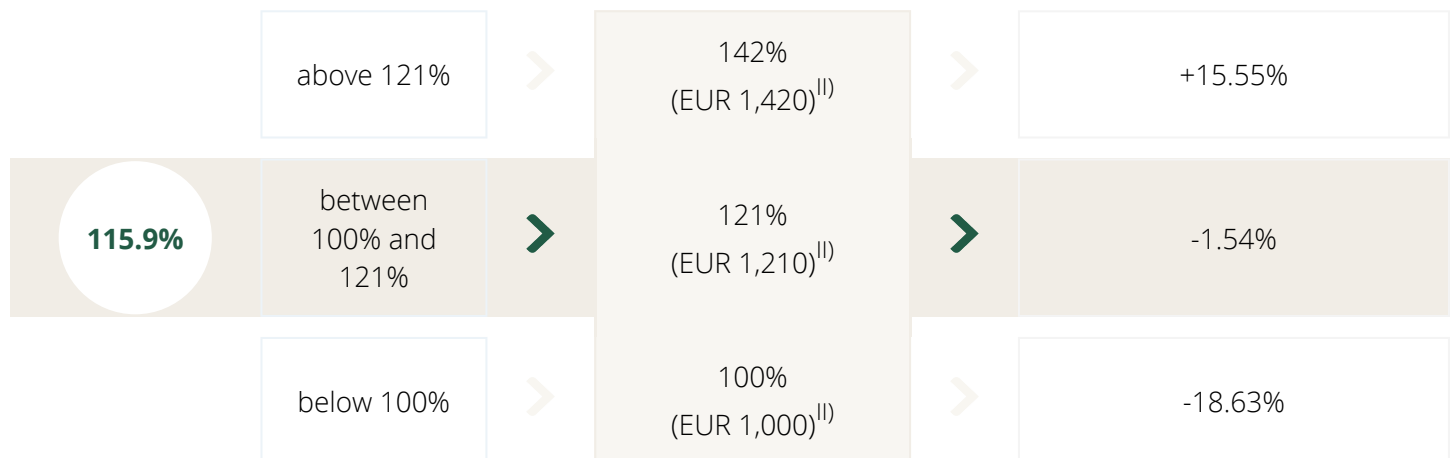 above 121%
142%
(EUR 1,420)II)
+15.55%
115.9%
between
100% and
121%
121%
(EUR 1,210)II)
-1.54%
below 100%
100%
(EUR 1,000)II)
-18.63%